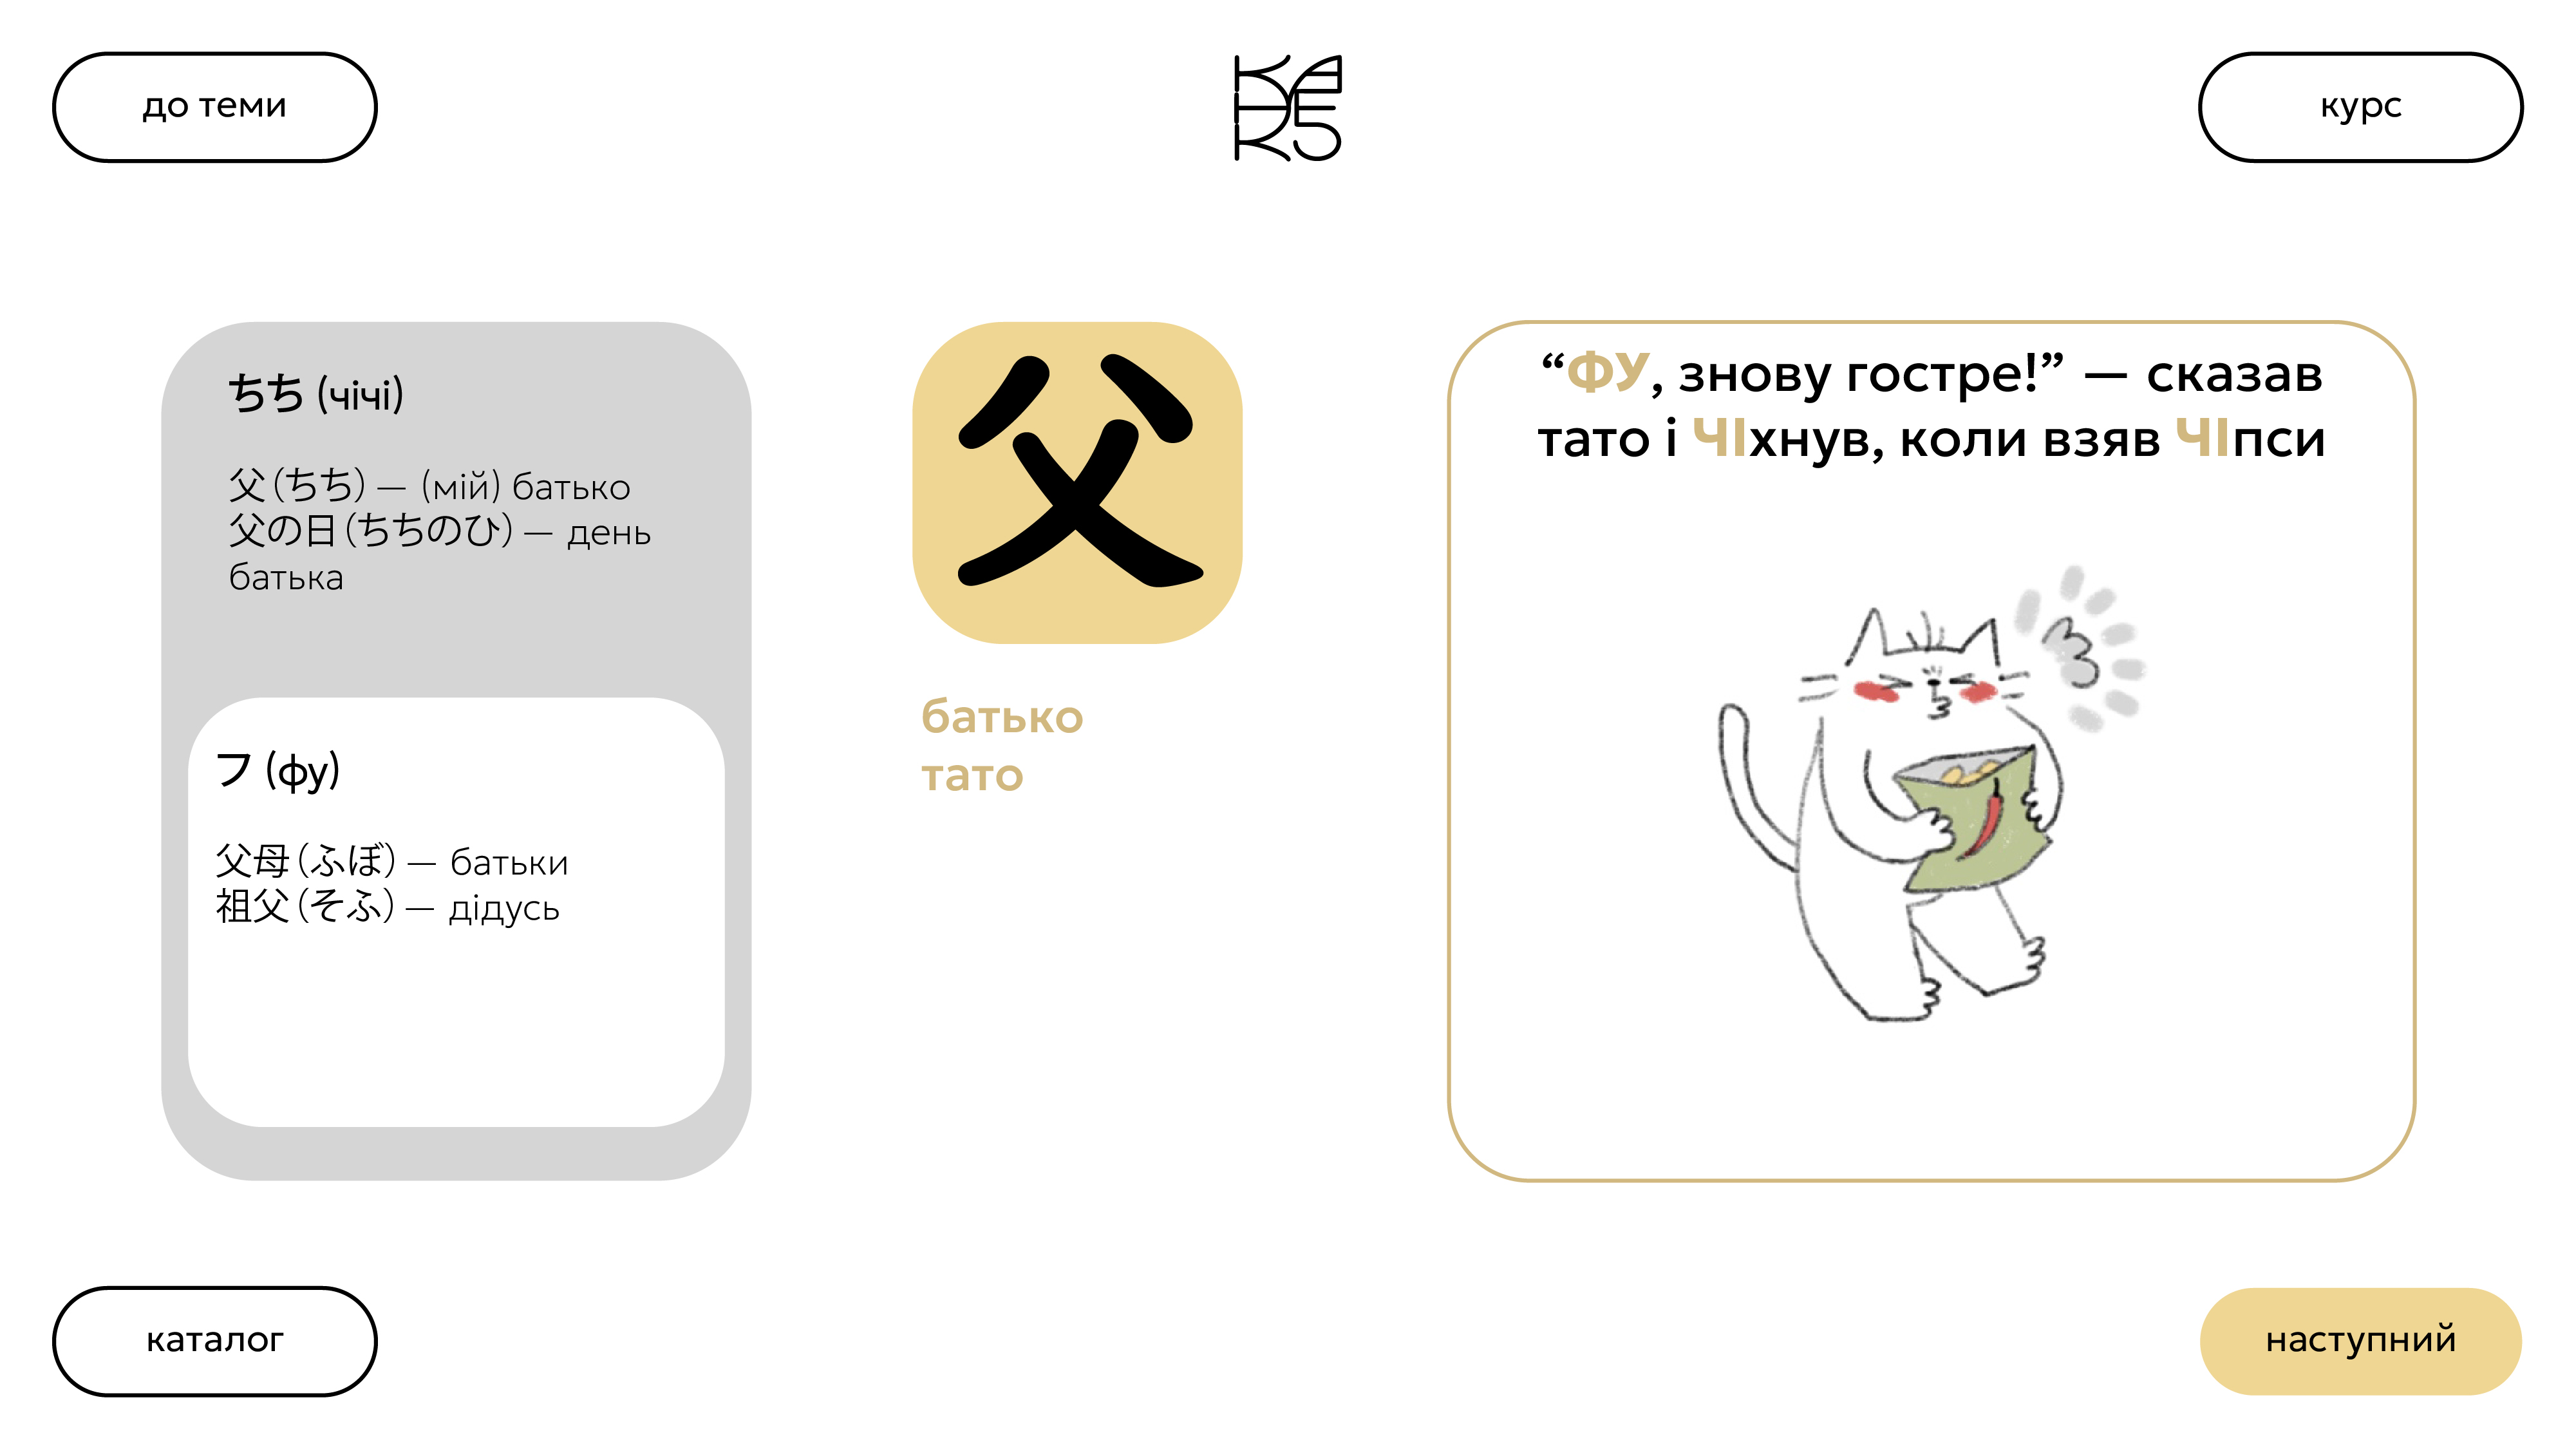 до теми
курс
ちち (чічі)
父(ちち) — (мій) батько
父の日(ちちのひ) — день
батька
フ (фу)
父母(ふぼ) — батьки
祖父(そふ) — дідусь
父
батько
тато
“ФУ, знову гостре!” — сказав
тато і ЧІхнув, коли взяв ЧІпси
каталог
наступний